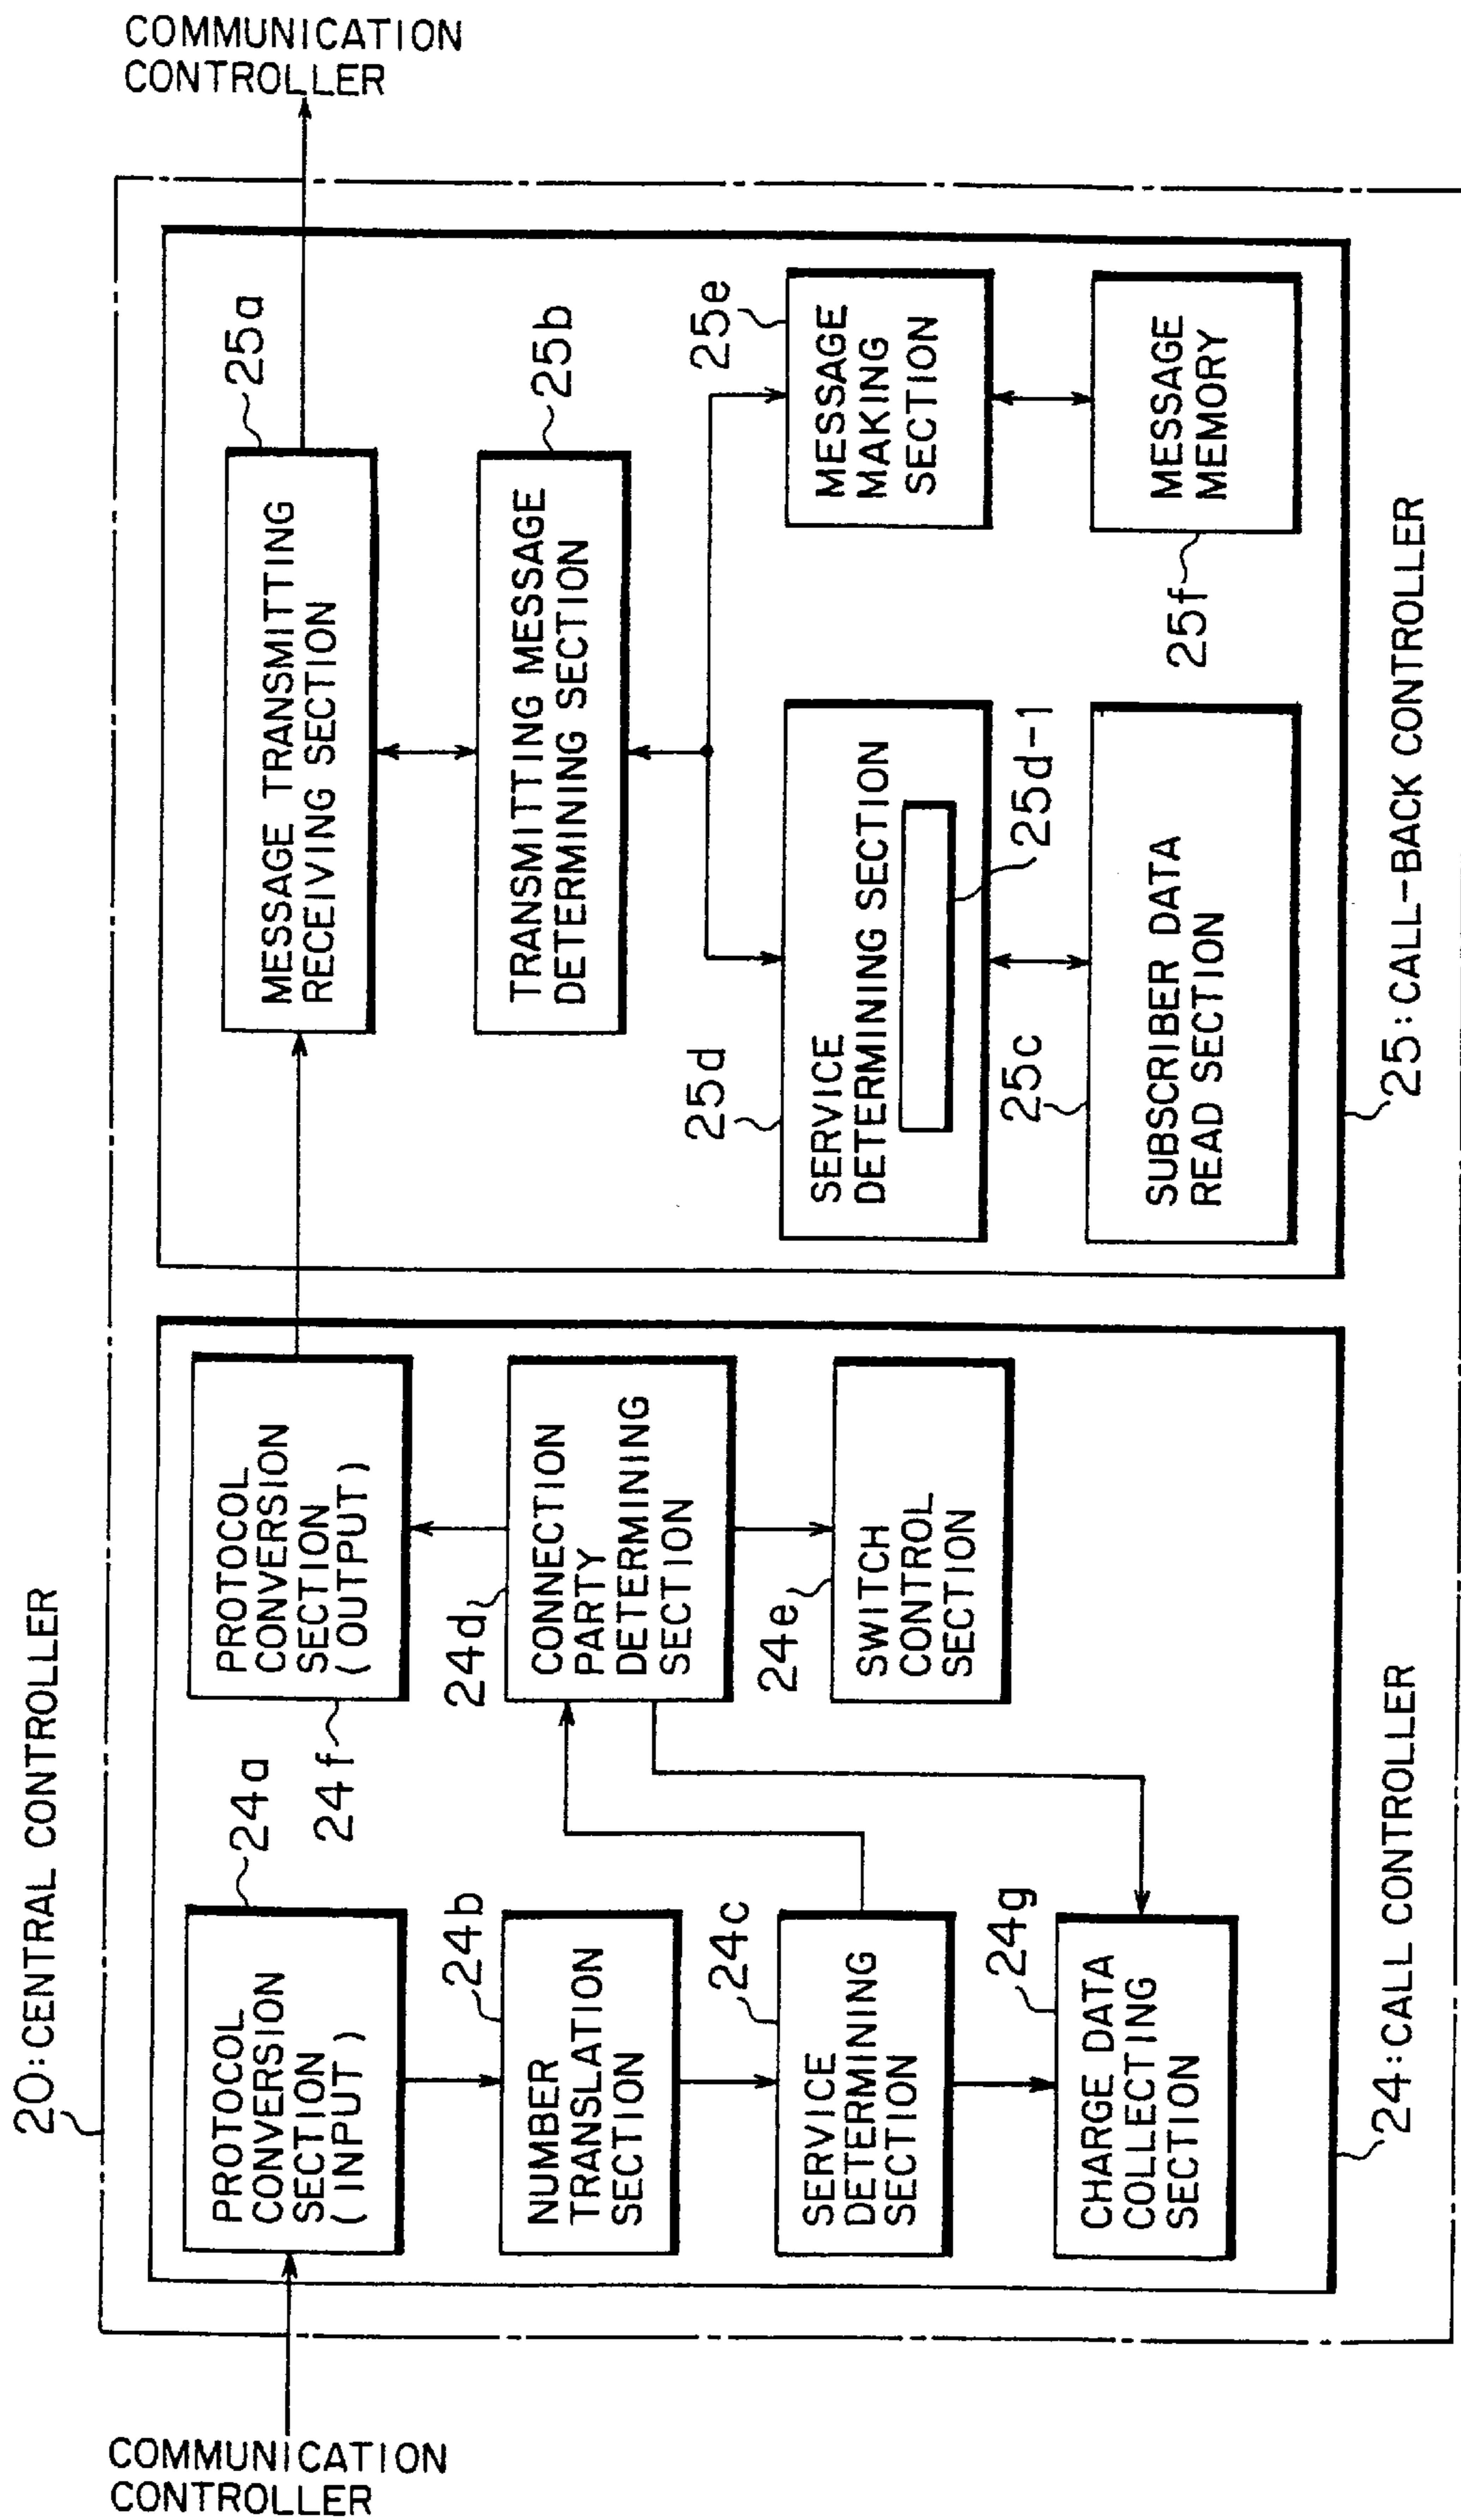 20:CENTRAL CONTROLLER
COMMUNICATION
CONTROLLER
24a
PROTOCOL
CONVERSION
SECTION
(INPUT)
24b
NUMBER
TRANSLATION
SECTION
24c
SERVICE
DETERMINING
SECTION
24g
CHARGE DATA
COLLECTING
SECTION
24f
PROTOCOL
CONVERSION
SECTION
(OUTPUT)
24d
CONNECTION
PARTY
DETERMINING
SECTION
24e
SWITCH
CONTROL
SECTION
24:CALL CONTROLLER
COMMUNICATION
CONTROLLER
25a
MESSAGE TRANSMITTING
RECEIVING SECTION
25b
TRANSMITTING MESSAGE
DETERMINING SECTION
25d
SERVICE
DETERMINING SECTION
25d-1
25c
SUBSCRIBER DATA
READ SECTION
25e
MESSAGE
MAKING
SECTION
25f
MESSAGE
MEMORY
25:CALL-BACK CONTROLLER